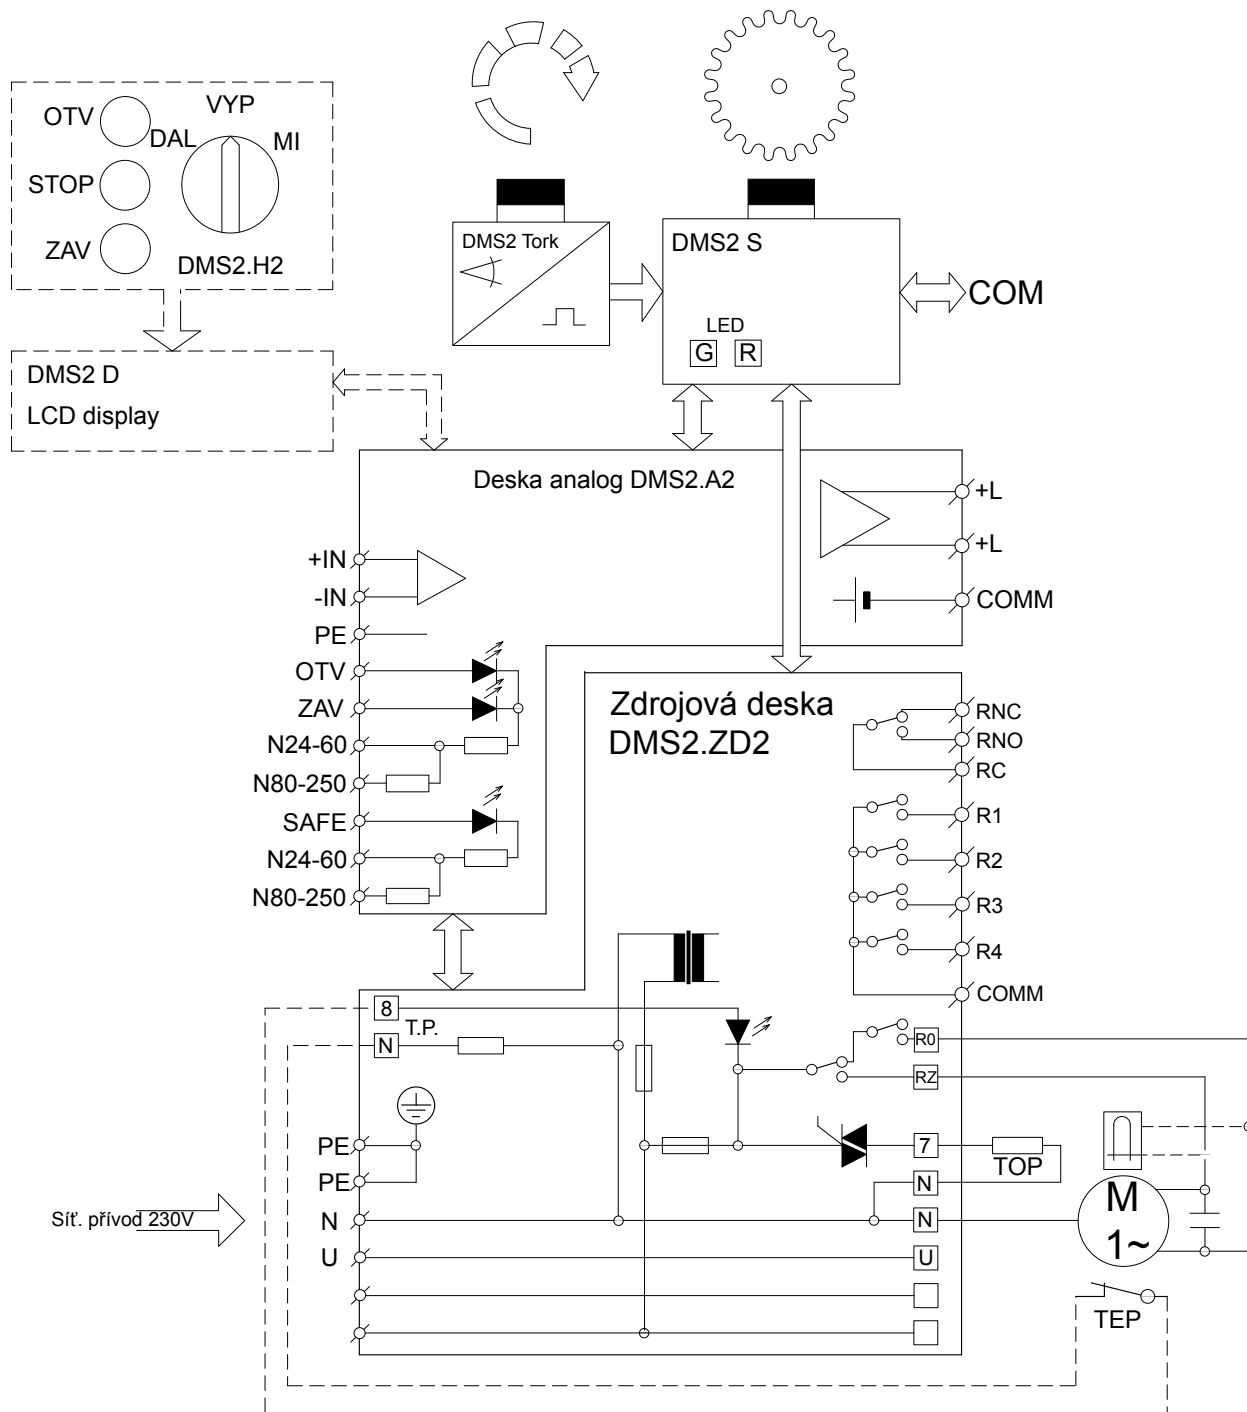 VYP
OTV
DAL
MI
STOP
ZAV
DMS2.H2
DMS2 D
LCD display
DMS2 Tork
DMS2 S
LED
G
R
COM
Deska analog DMS2.A2
+L
+L
COMM
+IN
-IN
PE
OTV
ZAV
N24-60
N80-250
SAFE
N24-60
N80-250
Zdrojová deska
DMS2.ZD2
RNC
RNO
RC
R1
R2
R3
R4
COMM
8
T.P.
N
R0
RZ
PE
PE
7
TOP
N
Síť. přívod 230V
N
N
U
U
M
1~
TEP